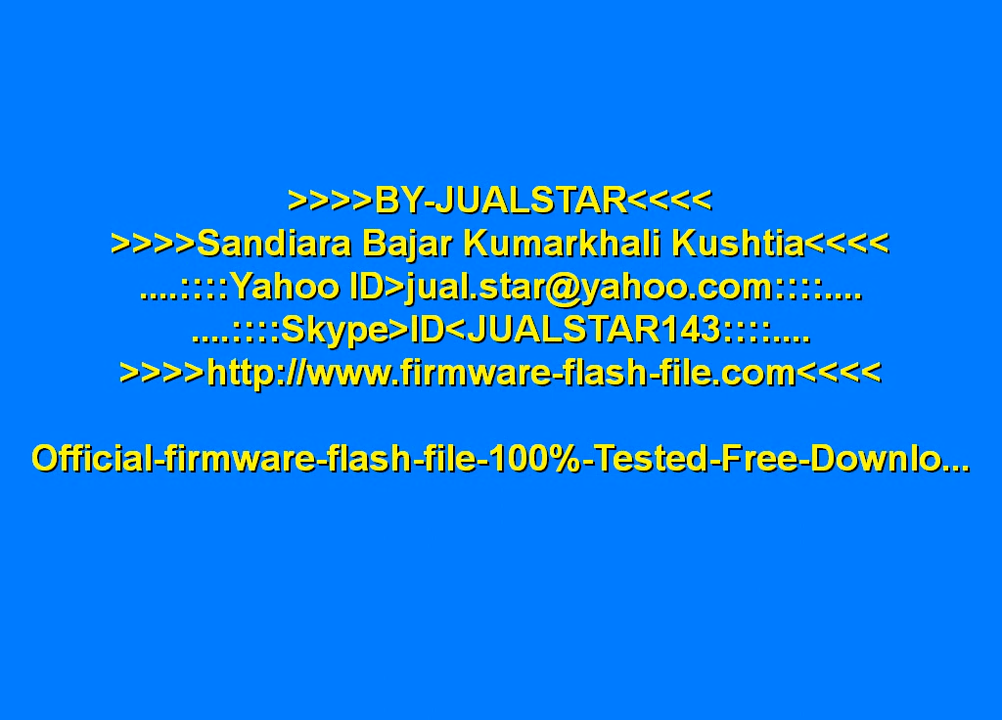 >>>>BY-JUALSTAR<<<<
>>>>Sandiara Bajar Kumarkhali Kushtia<<<<
....::::Yahoo ID>jual.star@yahoo.com::::....
....::::Skype>ID<JUALSTAR143::::....
>>>>http://www.firmware-flash-file.com<<<<
Official-firmware-flash-file-100%-Tested-Free-Downlo...